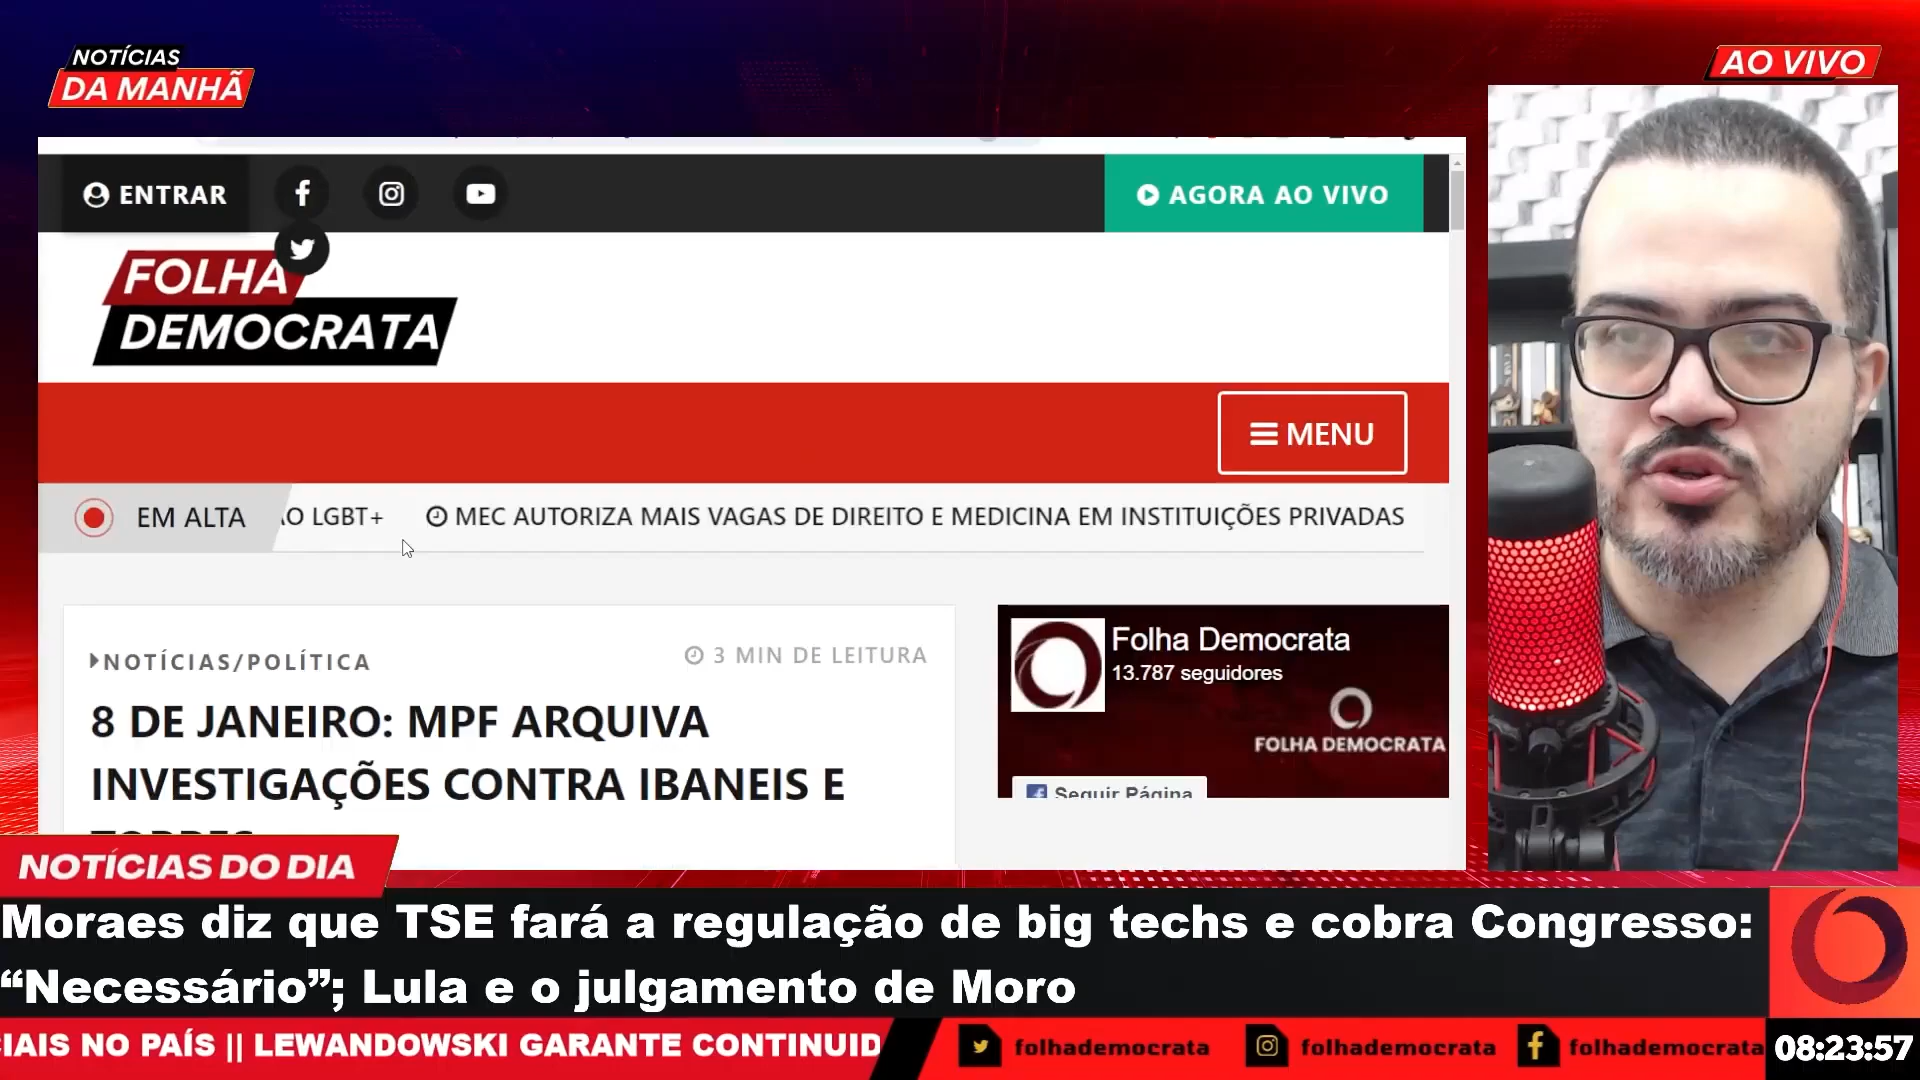 NOTÍCIAS
DA MANHÃ
AO VIVO
ENTRAR
AGORA AO VIVO
FOLHA
DEMOCRATA
MENU
EM ALTA
LGBT+
MEC AUTORIZA MAIS VAGAS DE DIREITO E MEDICINA EM INSTITUIÇÕES PRIVADAS
NOTÍCIAS/POLÍTICA
3 MIN DE LEITURA
8 DE JANEIRO: MPF ARQUIVA
INVESTIGAÇÕES CONTRA IBANEIS E
TORRES
Folha Democrata
13.787 seguidores
FOLHA DEMOCRATA
Seguir Página
NOTÍCIAS DO DIA
Moraes diz que TSE fará a regulação de big techs e cobra Congresso:
“Necessário”; Lula e o julgamento de Moro
CIAIS NO PAÍS || LEWANDOWSKI GARANTE CONTINUID
folhademocrata
folhademocrata
folhademocrata
08:23:57